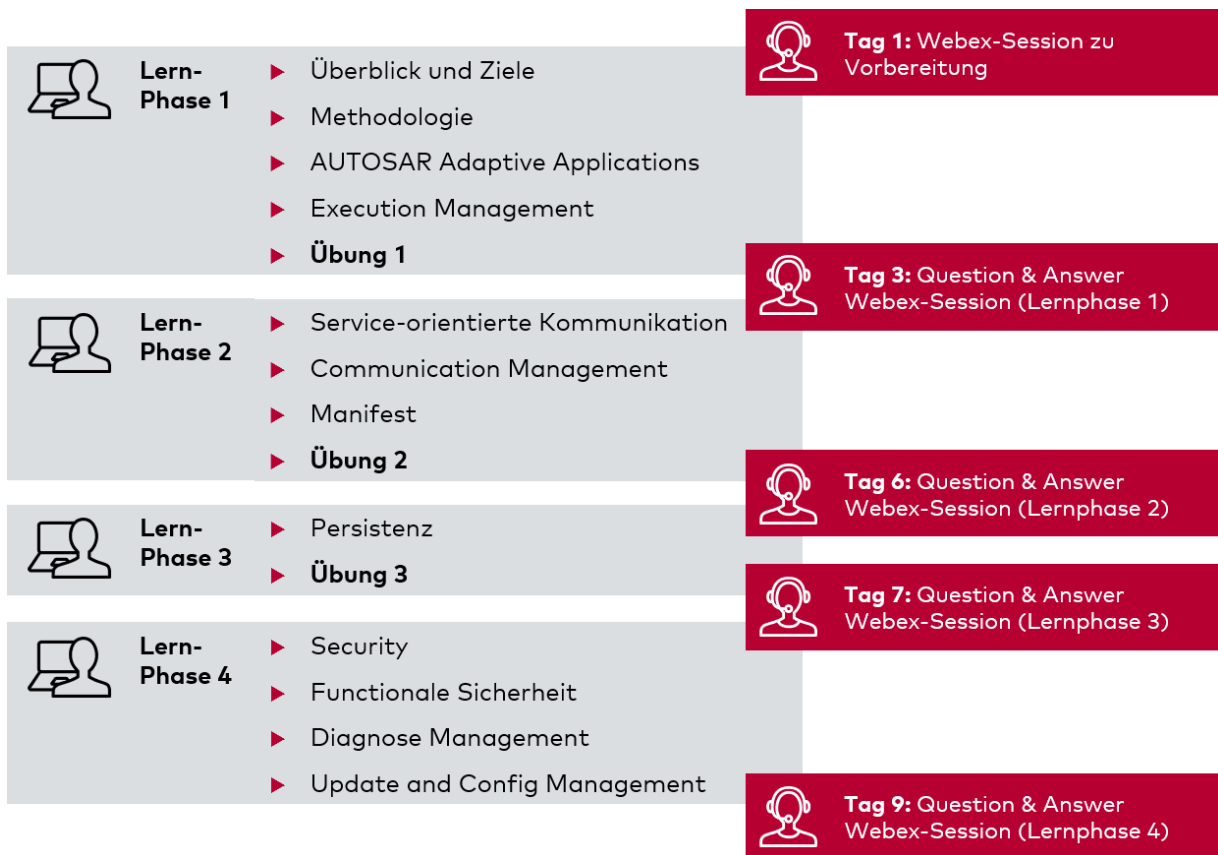 Tag 1: Webex-Session zu
Vorbereitung
Lern-
Phase 1
Überblick und Ziele
Methodologie
AUTOSAR Adaptive Applications
Execution Management
Übung 1
Tag 3: Question & Answer
Webex-Session (Lernphase 1)
Lern-
Phase 2
Service-orientierte Kommunikation
Communication Management
Manifest
Übung 2
Tag 6: Question & Answer
Webex-Session (Lernphase 2)
Lern-
Phase 3
Persistenz
Übung 3
Tag 7: Question & Answer
Webex-Session (Lernphase 3)
Lern-
Phase 4
Security
Functionale Sicherheit
Diagnose Management
Update and Config Management
Tag 9: Question & Answer
Webex-Session (Lernphase 4)